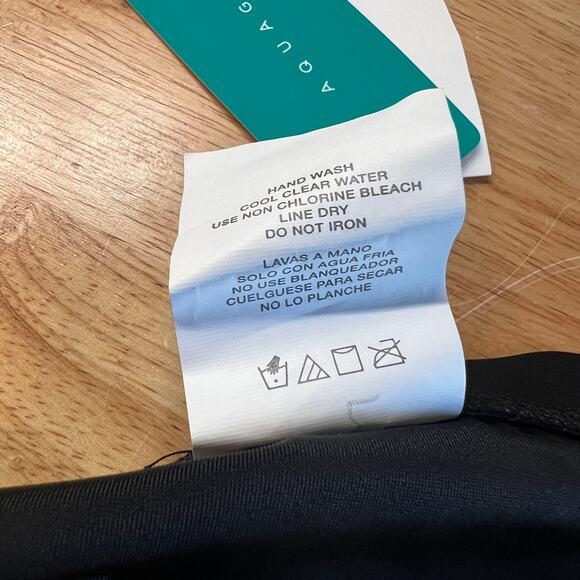 AQUAG
HAND WASH
COOL CLEAR WATER
USE NON CHLORINE BLEACH
LINE DRY
DO NOT IRON
LAVAS A MANO
SOLO CON AGUA FRIA
NO USE BLANQUEADOR
CUELGUESE PARA SECAR
NO LO PLANCHE